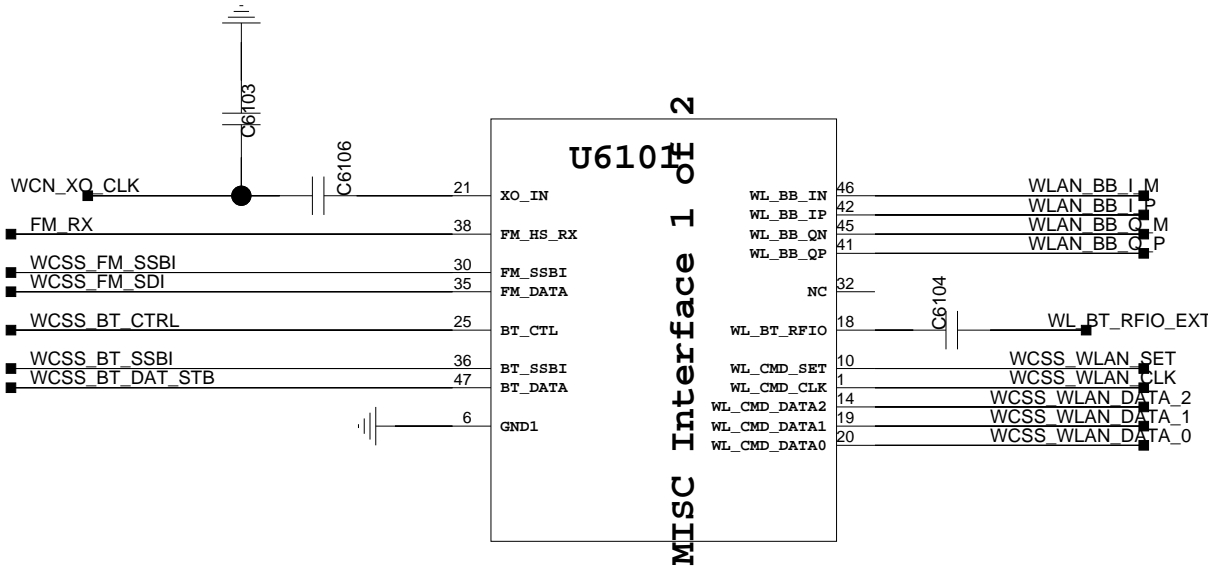 C6103
C6106
U6101
MISC Interface 1 of 2
WCN_XO_CLK 21 XO_IN
FM_RX 38 FM_HS_RX
WCSS_FM_SSBI 30 FM_SSBI
WCSS_FM_SDI 35 FM_DATA
WCSS_BT_CTRL 25 BT_CTL
WCSS_BT_SSBI 36 BT_SSBI
WCSS_BT_DAT_STB 47 BT_DATA
6 GND1
WL_BB_IN 46 WLAN_BB_I_M
WL_BB_IP 42 WLAN_BB_I_P
WL_BB_QN 45 WLAN_BB_Q_M
WL_BB_QP 41 WLAN_BB_Q_P
NC 32
C6104
WL_BT_RFIO 18 WL_BT_RFIO_EXT
WL_CMD_SET 10 WCSS_WLAN_SET
WL_CMD_CLK 1 WCSS_WLAN_CLK
WL_CMD_DATA2 14 WCSS_WLAN_DATA_2
WL_CMD_DATA1 19 WCSS_WLAN_DATA_1
WL_CMD_DATA0 20 WCSS_WLAN_DATA_0